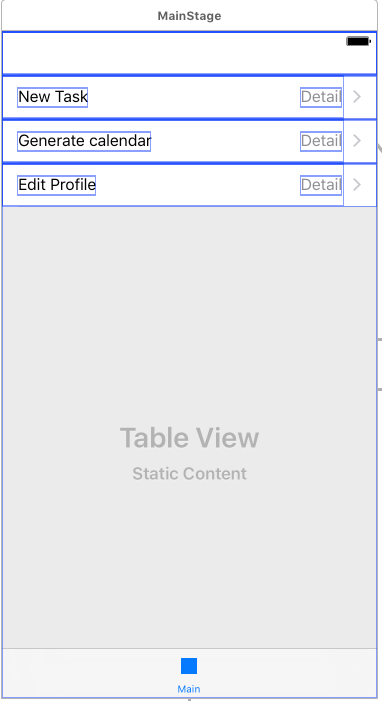 MainStage
New Task Detail
Generate calendar Detail
Edit Profile Detail
Table View
Static Content
Main